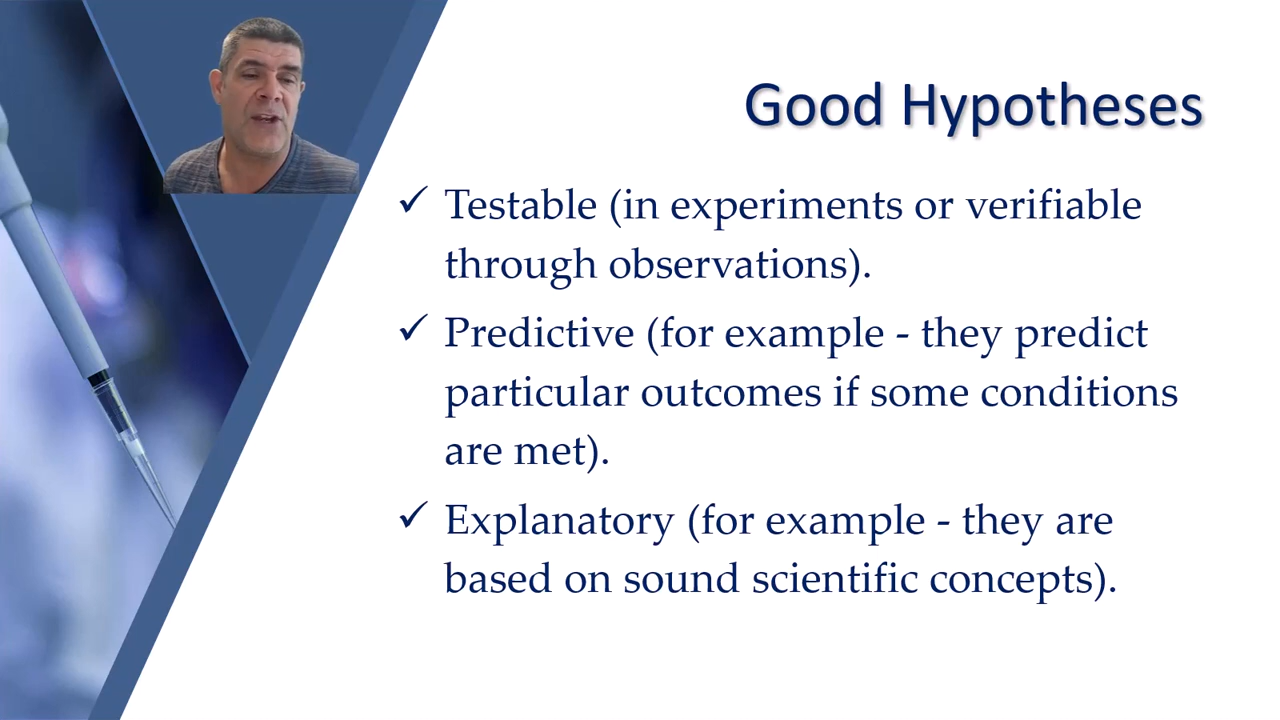 Good Hypotheses
✓ Testable (in experiments or verifiable
through observations).
✓ Predictive (for example - they predict
particular outcomes if some conditions
are met).
✓ Explanatory (for example - they are
based on sound scientific concepts).